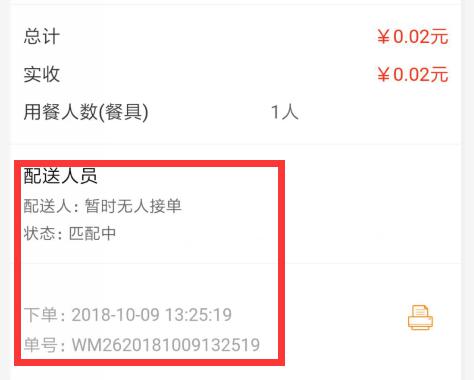 总计 ￥0.02元
实收 ￥0.02元
用餐人数(餐具) 1人
配送人员
配送人: 暂时无人接单
状态: 匹配中
下单: 2018-10-09 13:25:19
单号: WM2620181009132519